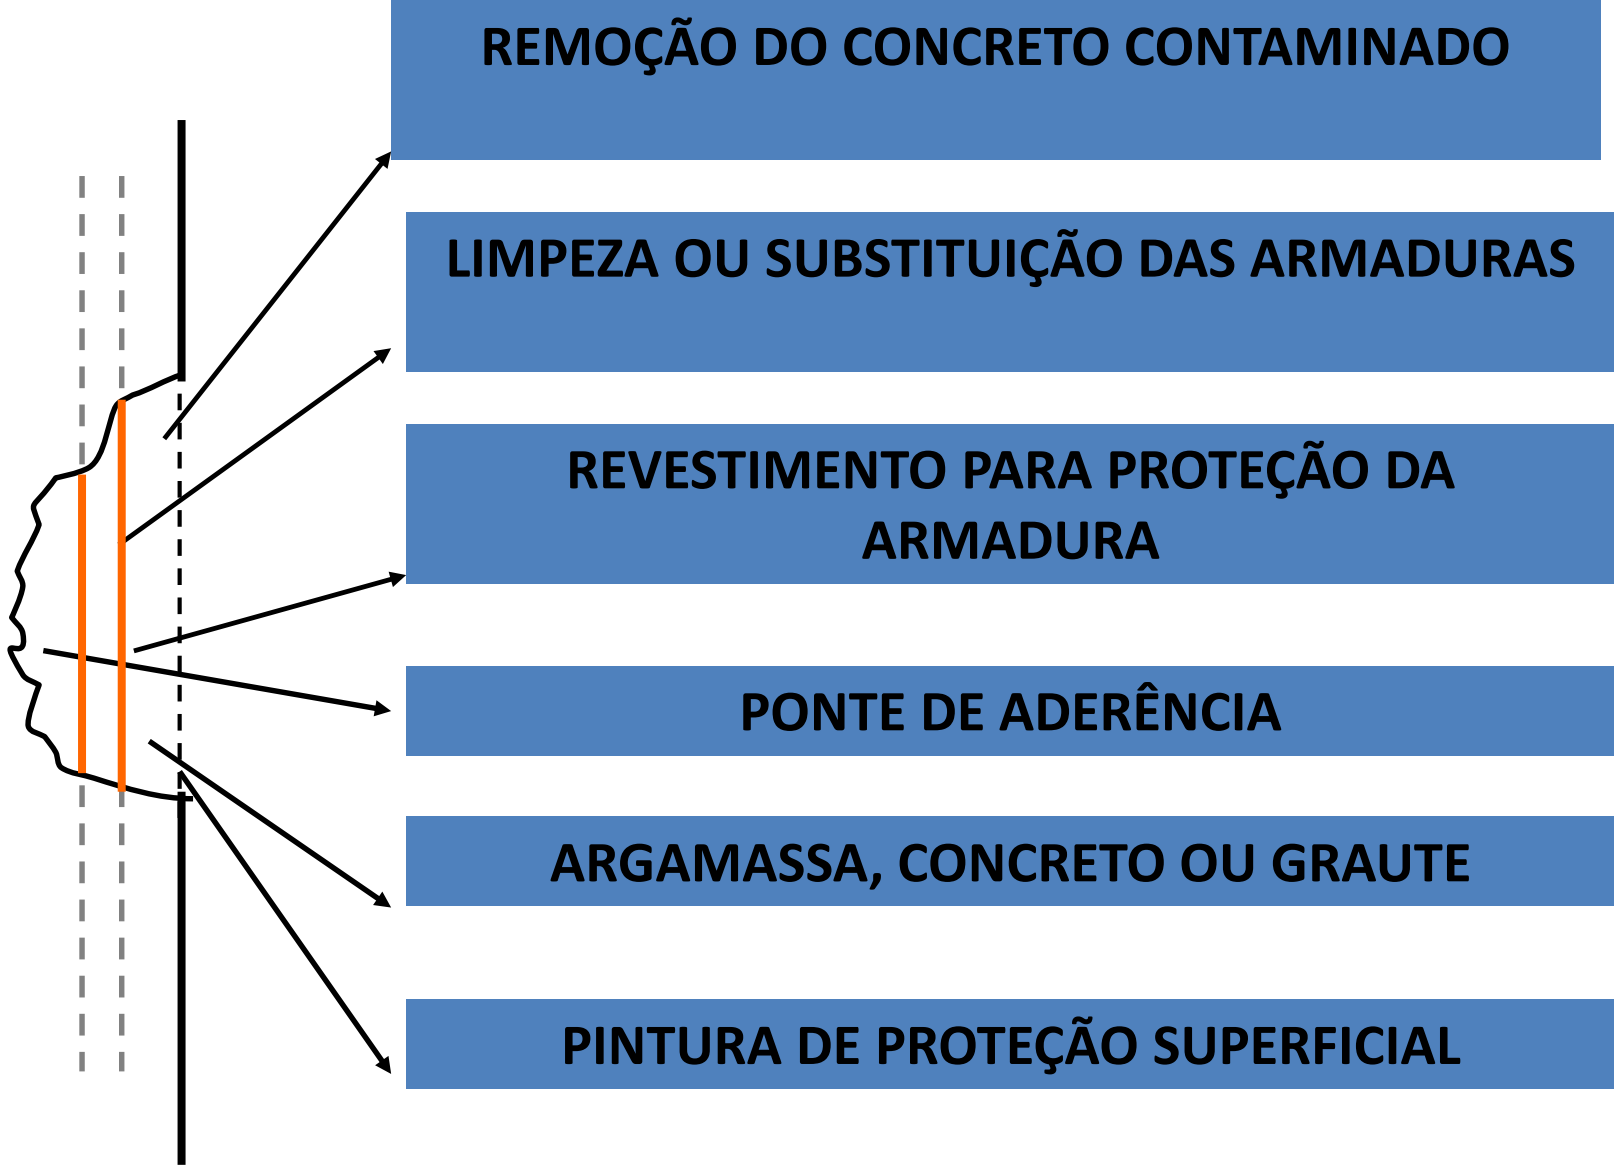 REMOÇÃO DO CONCRETO CONTAMINADO
LIMPEZA OU SUBSTITUIÇÃO DAS ARMADURAS
REVESTIMENTO PARA PROTEÇÃO DA
ARMADURA
PONTE DE ADERÊNCIA
ARGAMASSA, CONCRETO OU GRAUTE
PINTURA DE PROTEÇÃO SUPERFICIAL